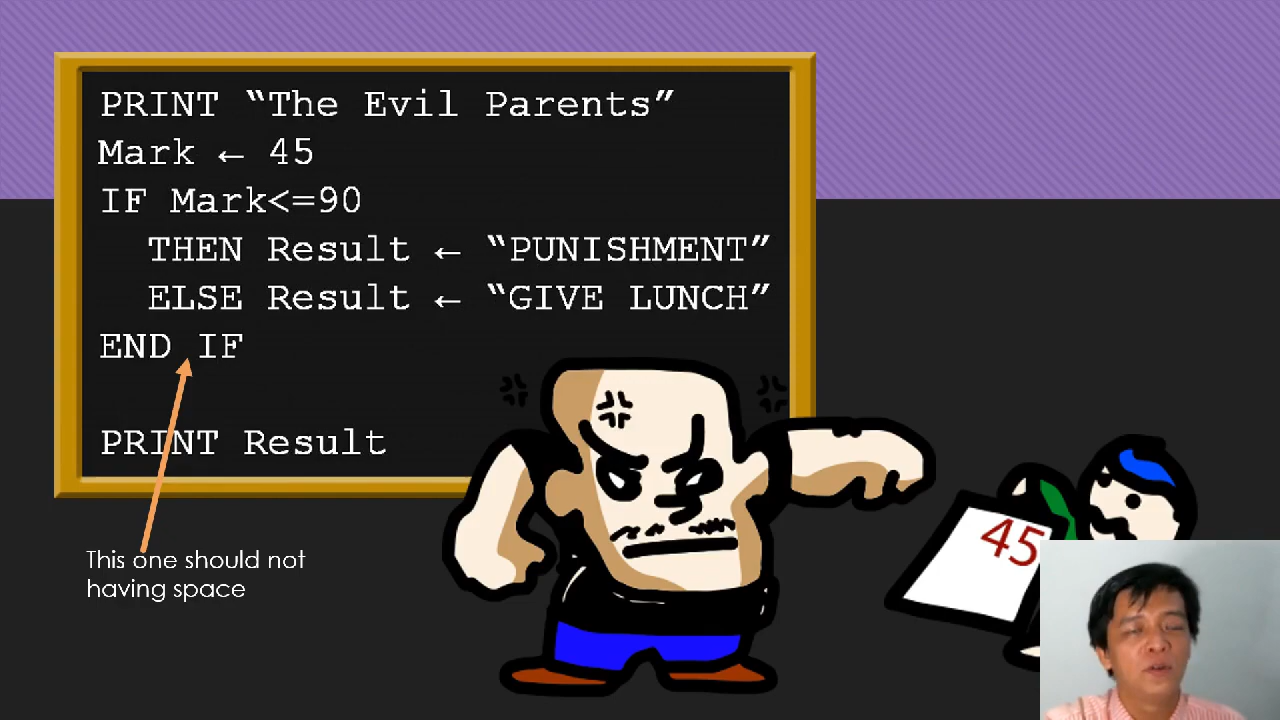 PRINT “The Evil Parents”
Mark ← 45
IF Mark<=90
THEN Result ← “PUNISHMENT”
ELSE Result ← “GIVE LUNCH”
END IF
PRINT Result
This one should not
having space
45